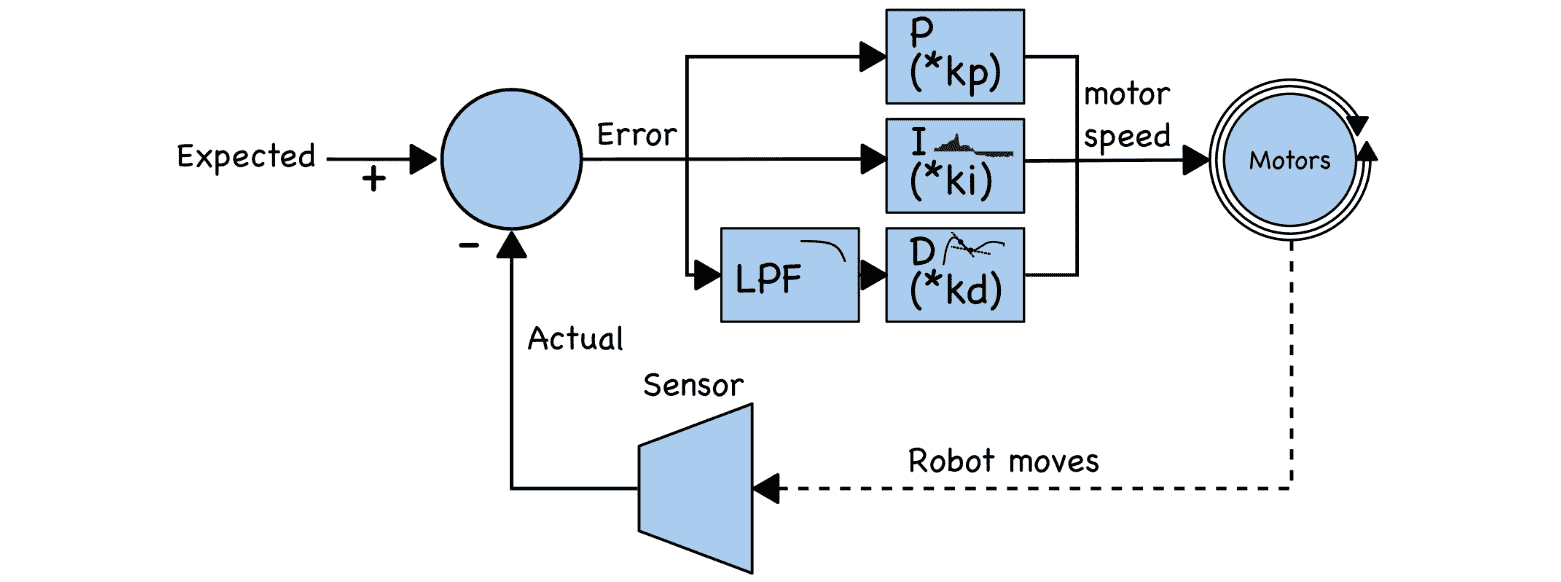 P
(*kp)
motor
speed
Error
Expected
+
I
(*ki)
Motors
-
LPF
D
(*kd)
Actual
Sensor
Robot moves